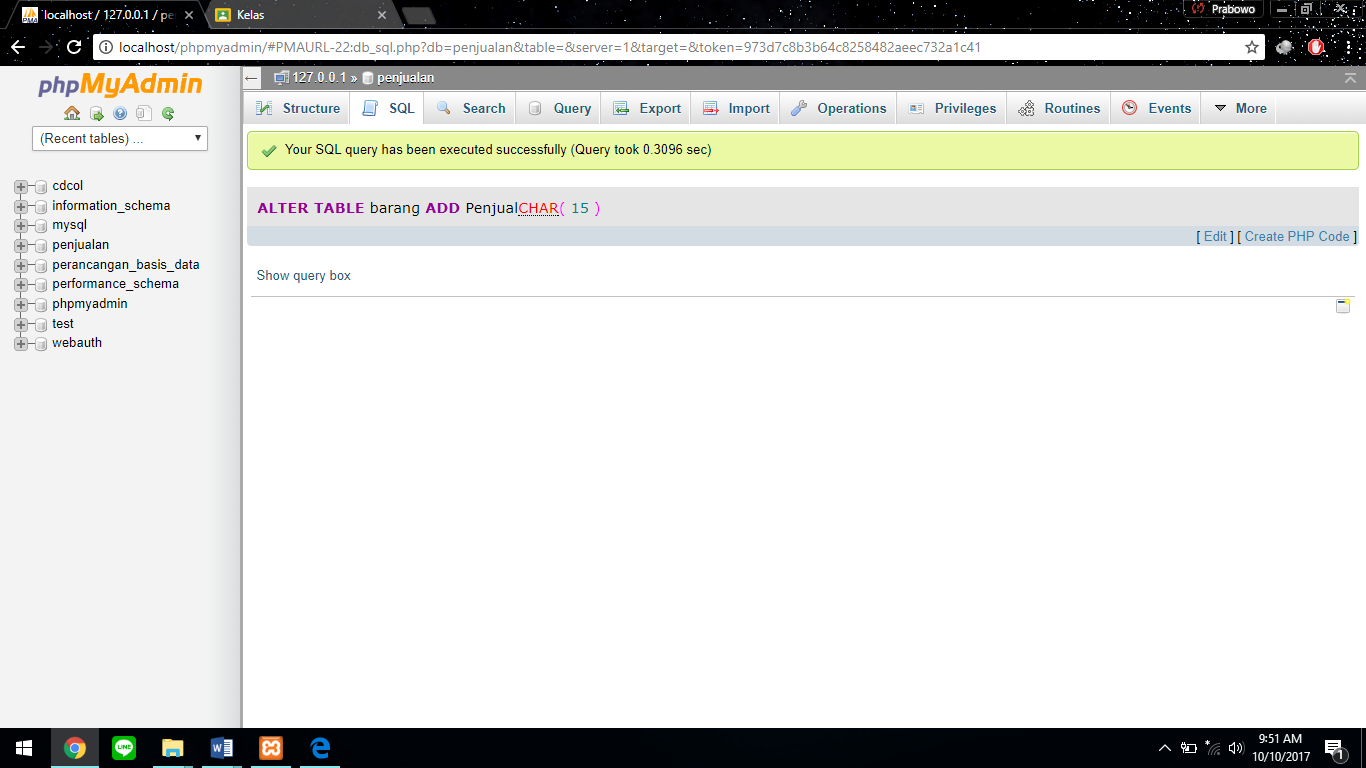 localhost / 127.0.0.1 / pe
Kelas
Prabowo
localhost/phpmyadmin/#PMAURL-22:db_sql.php?db=penjualan&table=&server=1&target=&token=973d7c8b3b64c8258482aeec732a1c41
phpMyAdmin
(Recent tables) ...
cdcol
information_schema
mysql
penjualan
perancangan_basis_data
performance_schema
phpmyadmin
test
webauth
127.0.0.1 » penjualan
Structure SQL Search Query Export Import Operations Privileges Routines Events More
Your SQL query has been executed successfully (Query took 0.3096 sec)
ALTER TABLE barang ADD PenjualCHAR( 15 )
[ Edit ] [ Create PHP Code ]
Show query box
LINE
9:51 AM
10/10/2017
1